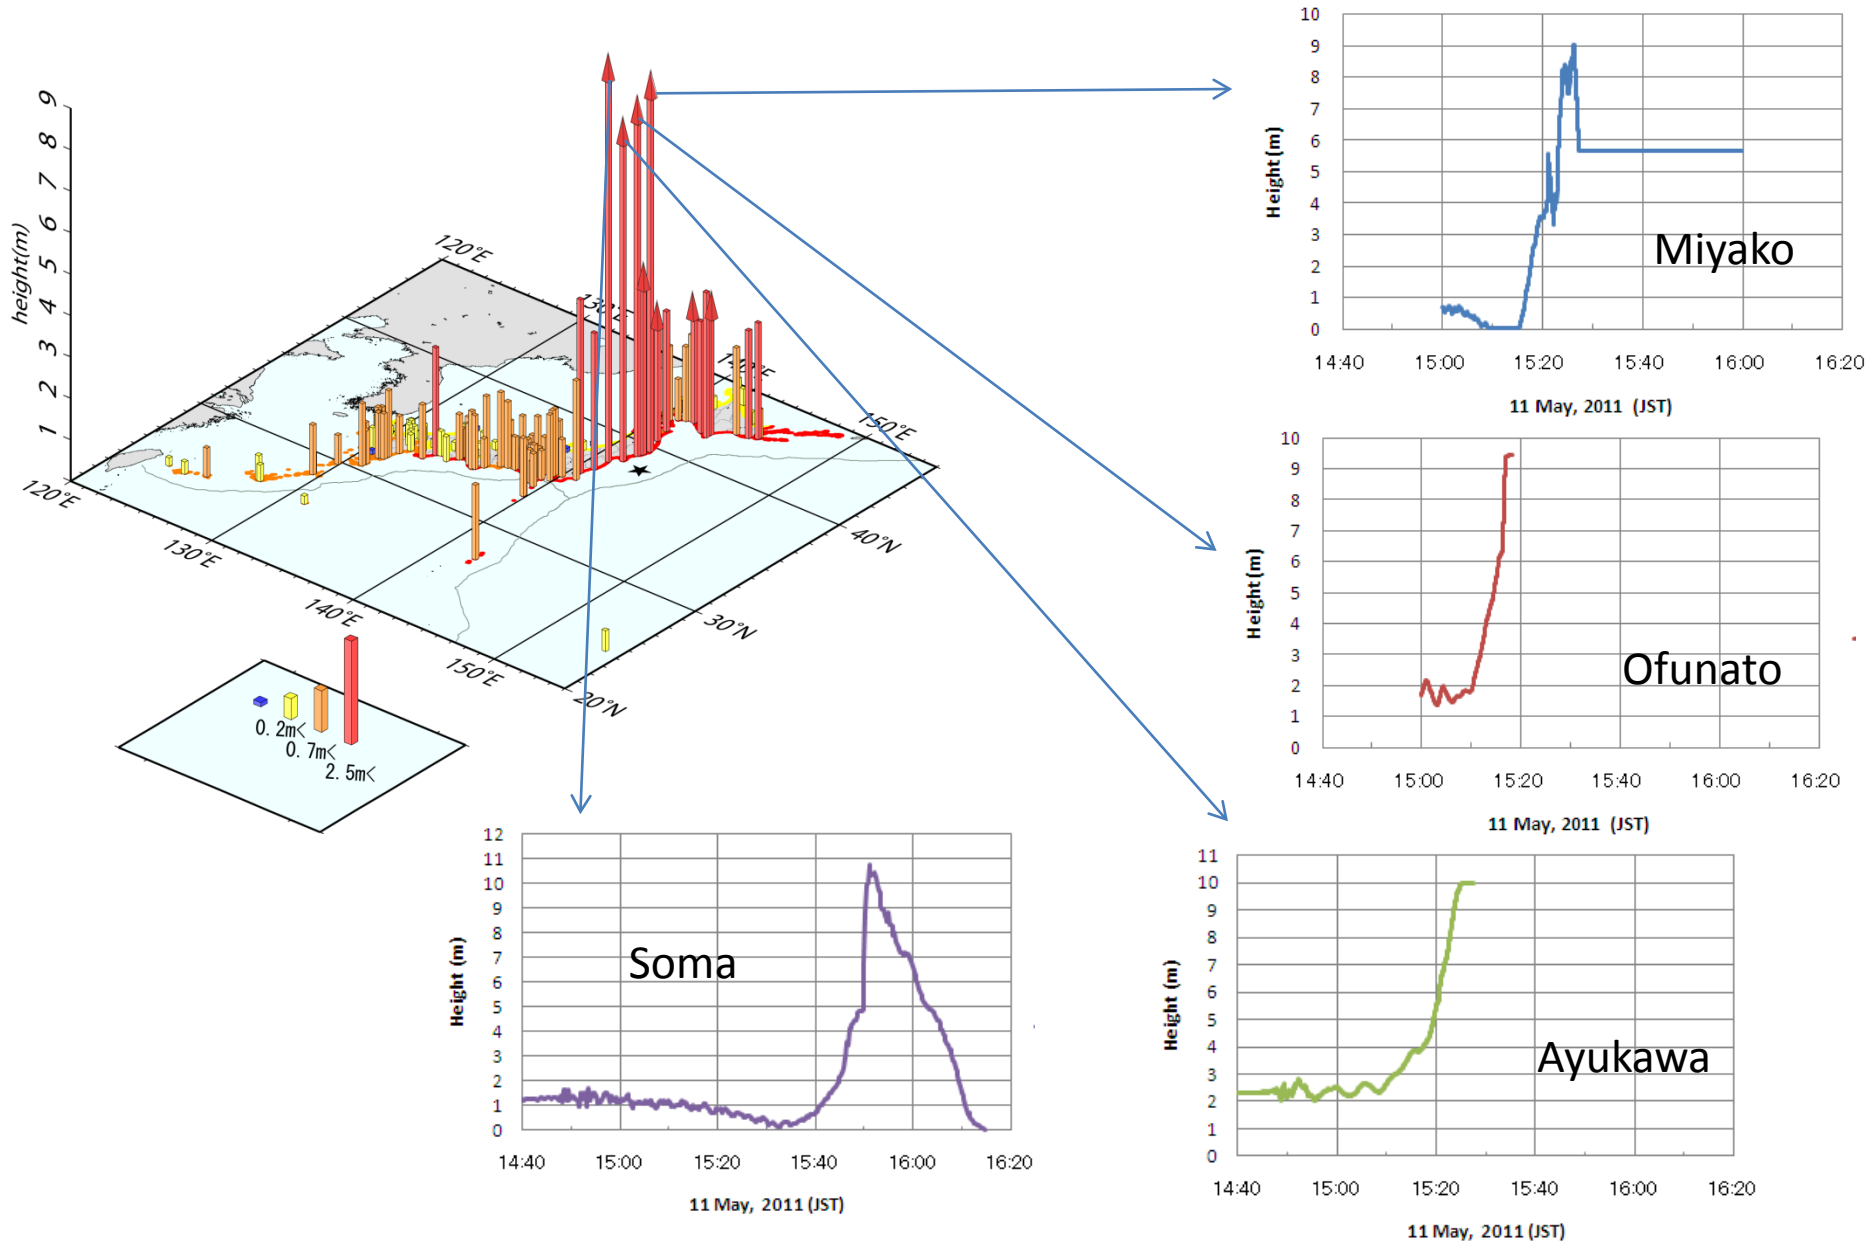 9
8
7
6
5
4
3
2
1
height(m)
120°E
130°E
140°E
150°E
120°E
130°E
140°E
150°E
40°N
30°N
20°N
0.2m<
0.7m<
2.5m<
10
9
8
7
6
5
4
3
2
1
0
Height (m)
Miyako
14:40 15:00 15:20 15:40 16:00 16:20
11 May, 2011 (JST)
10
9
8
7
6
5
4
3
2
1
0
Height (m)
Ofunato
14:40 15:00 15:20 15:40 16:00 16:20
11 May, 2011 (JST)
12
11
10
9
8
7
6
5
4
3
2
1
0
Height (m)
Soma
14:40 15:00 15:20 15:40 16:00 16:20
11 May, 2011 (JST)
11
10
9
8
7
6
5
4
3
2
1
0
Height (m)
Ayukawa
14:40 15:00 15:20 15:40 16:00 16:20
11 May, 2011 (JST)